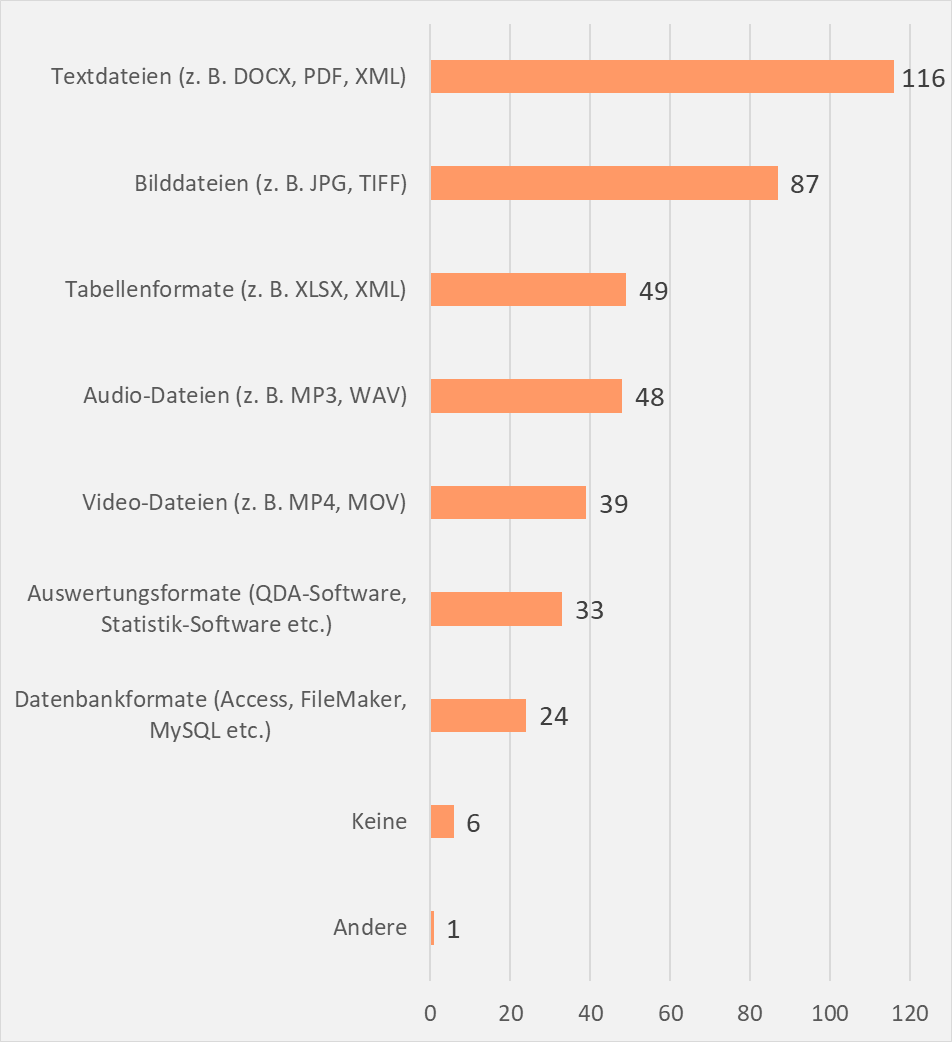 Textdateien (z. B. DOCX, PDF, XML)
116
Bilddateien (z. B. JPG, TIFF)
87
Tabellenformate (z. B. XLSX, XML)
49
Audio-Dateien (z. B. MP3, WAV)
48
Video-Dateien (z. B. MP4, MOV)
39
Auswertungsformate (QDA-Software,
Statistik-Software etc.)
33
Datenbankformate (Access, FileMaker,
MySQL etc.)
24
Keine
6
Andere
1
0 20 40 60 80 100 120